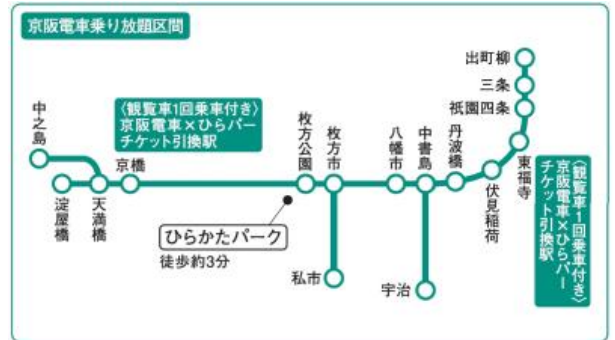 京阪電車乗り放題区間
出町柳
三条
祇園四条
東福寺
伏見稲荷
丹波橋
中書島
八幡市
枚方市
枚方公園
京橋
天満橋
淀屋橋
中之島
〈観覧車1回乗車付き〉
京阪電車×ひらパー
チケット引換駅
ひらかたパーク
徒歩約3分
私市
宇治
〈観覧車1回乗車付き〉
京阪電車×ひらパー
チケット引換駅